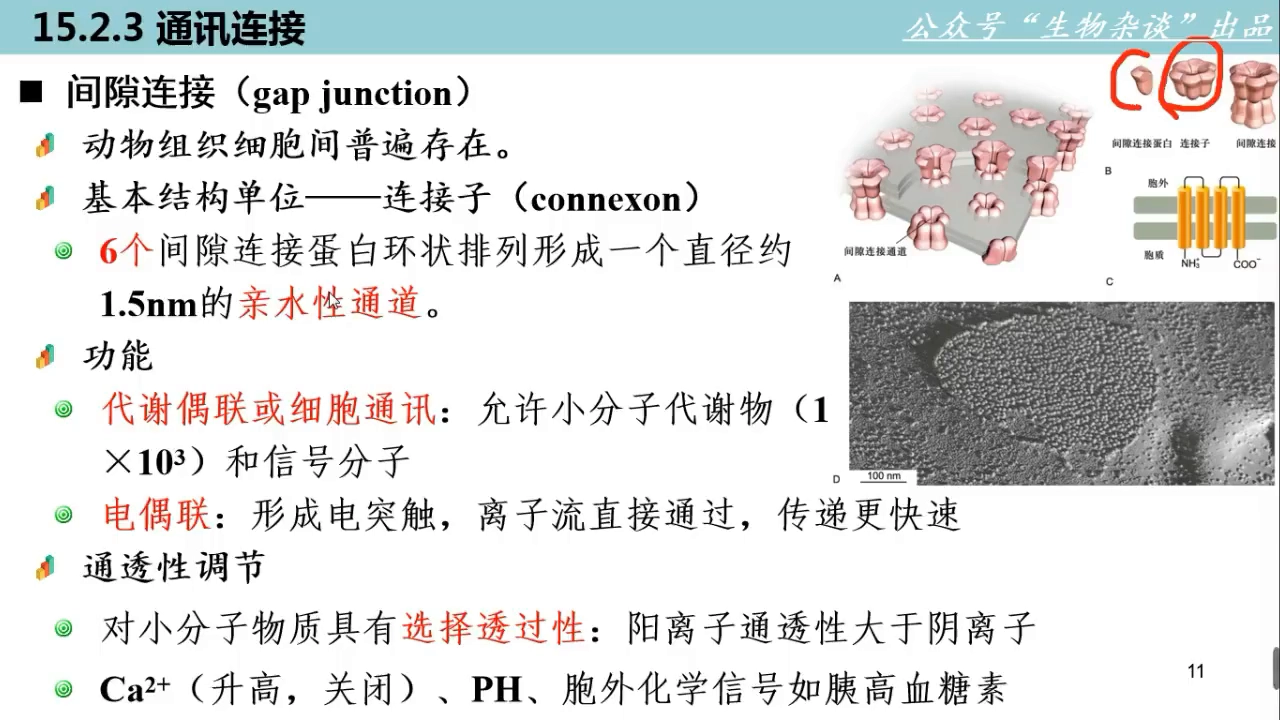 15.2.3 通讯连接
公众号“生物杂谈”出品
间隙连接（gap junction）
动物组织细胞间普遍存在。
基本结构单位——连接子（connexon）
6个间隙连接蛋白环状排列形成一个直径约
1.5nm的亲水性通道。
功能
代谢偶联或细胞通讯：允许小分子代谢物（1
×10³）和信号分子
电偶联：形成电突触，离子流直接通过，传递更快速
通透性调节
对小分子物质具有选择透过性：阳离子通透性大于阴离子
Ca²⁺（升高，关闭）、PH、胞外化学信号如胰高血糖素
间隙连接通道
A
间隙连接蛋白 连接子 间隙连接
B
胞外
胞质
NH₃⁺ COO⁻
C
100 nm
D
11